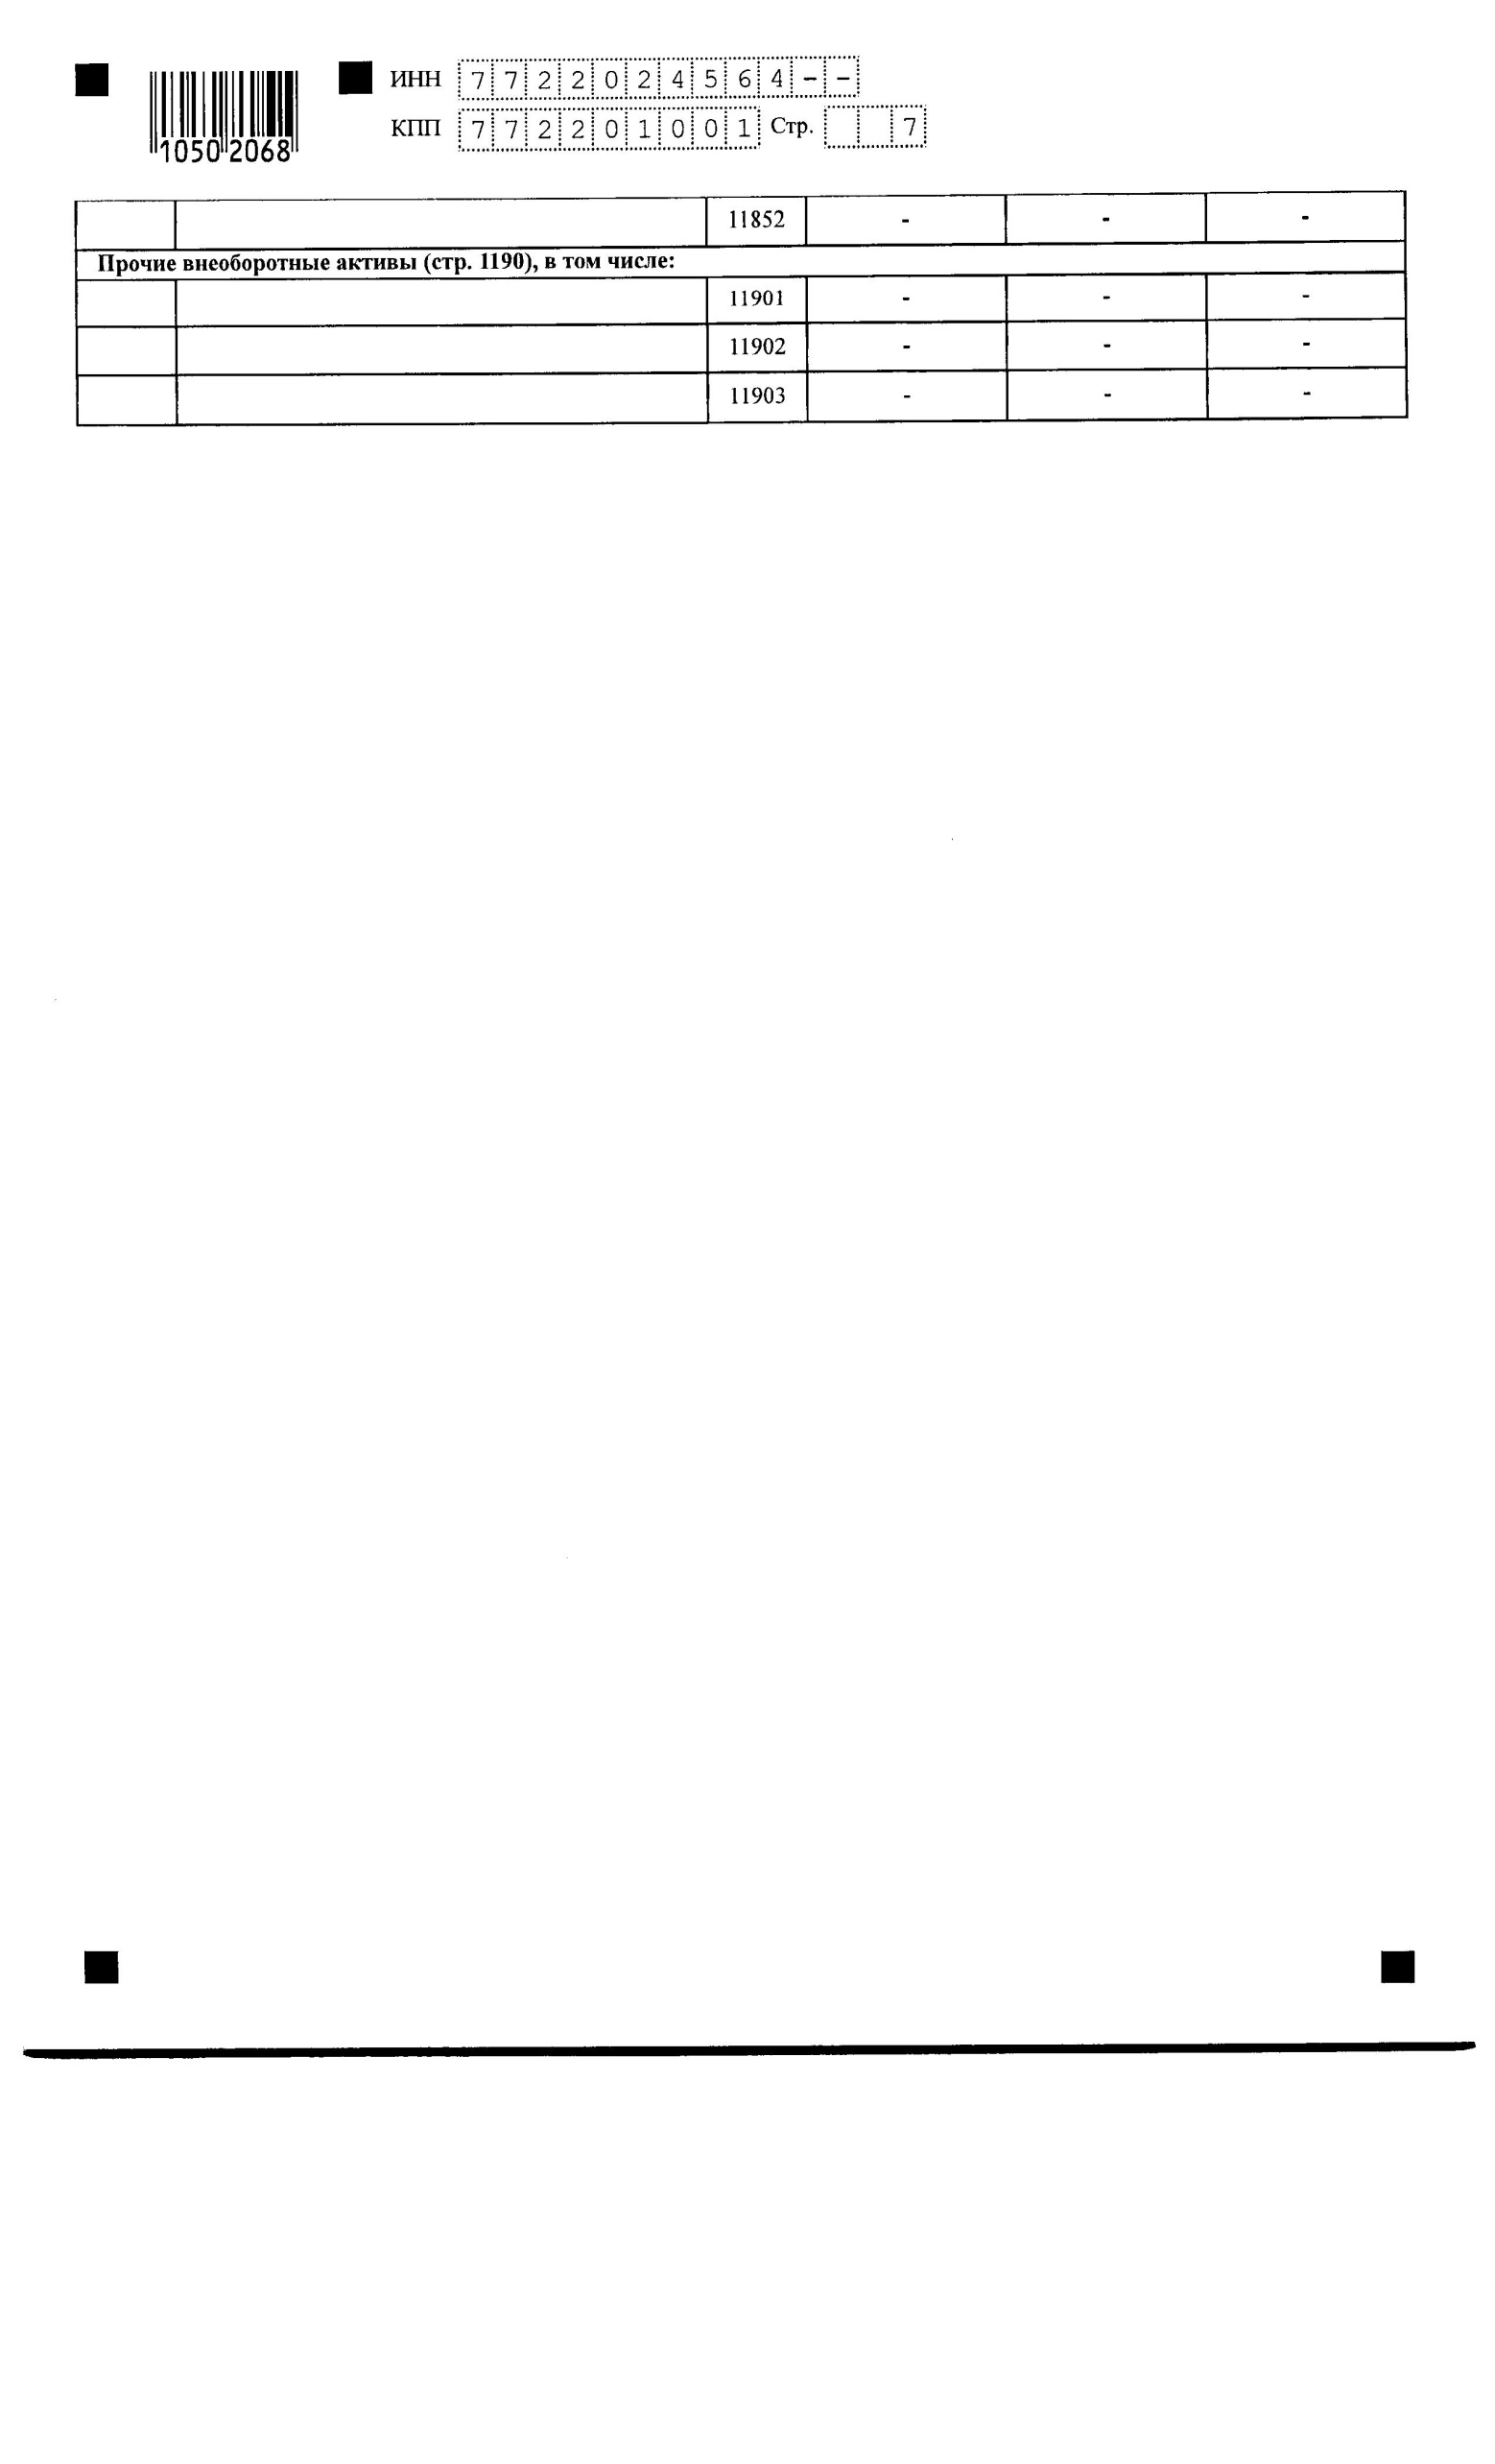 ИНН 7722024564--
КПП 772201001 Стр. 7
1050 2068
11852 - - -
Прочие внеоборотные активы (стр. 1190), в том числе:
11901 - - -
11902 - - -
11903 - - -